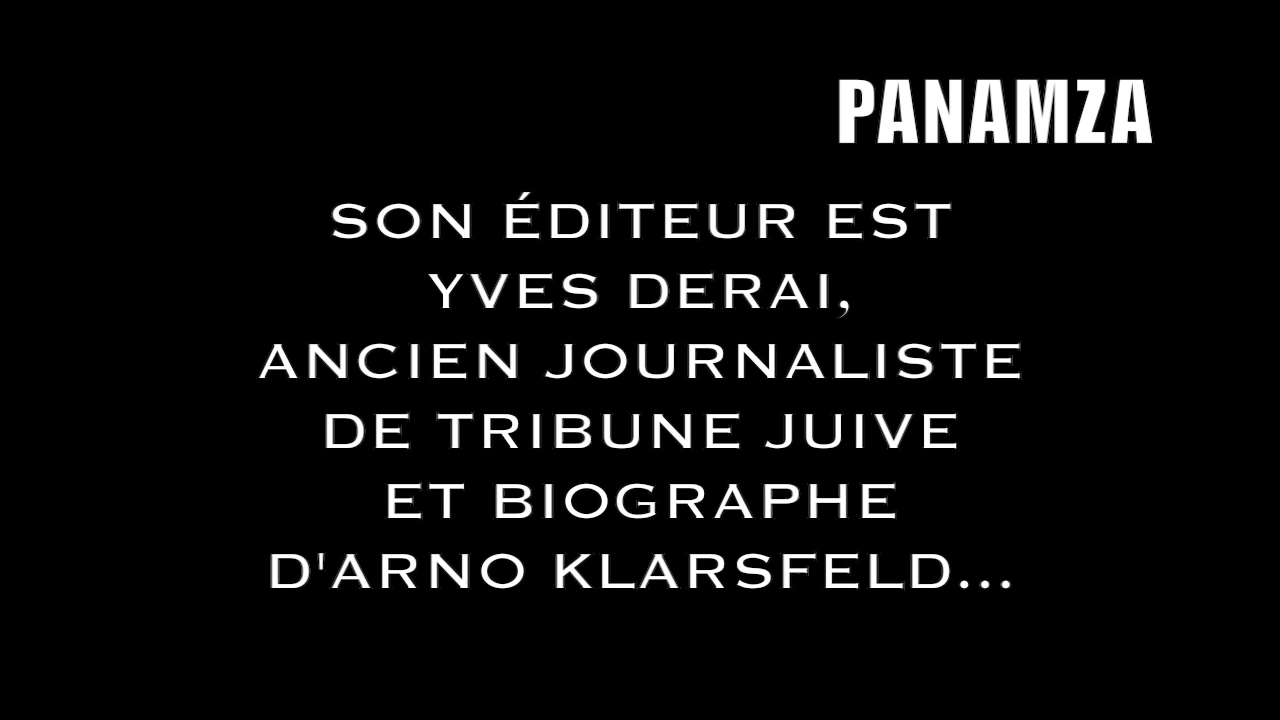 PANAMZA
SON ÉDITEUR EST
YVES DERAI,
ANCIEN JOURNALISTE
DE TRIBUNE JUIVE
ET BIOGRAPHE
D'ARNO KLARSFELD...